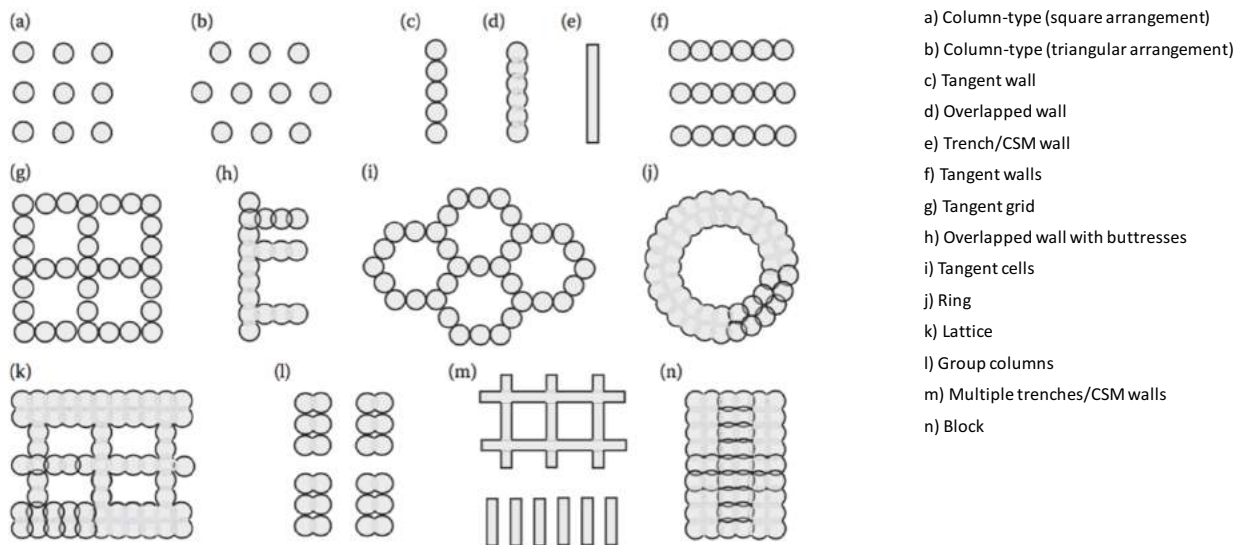 (a)
(b)
(c)
(d)
(e)
(f)
(g)
(h)
(i)
(j)
(k)
(l)
(m)
(n)
a) Column-type (square arrangement)
b) Column-type (triangular arrangement)
c) Tangent wall
d) Overlapped wall
e) Trench/CSM wall
f) Tangent walls
g) Tangent grid
h) Overlapped wall with buttresses
i) Tangent cells
j) Ring
k) Lattice
l) Group columns
m) Multiple trenches/CSM walls
n) Block